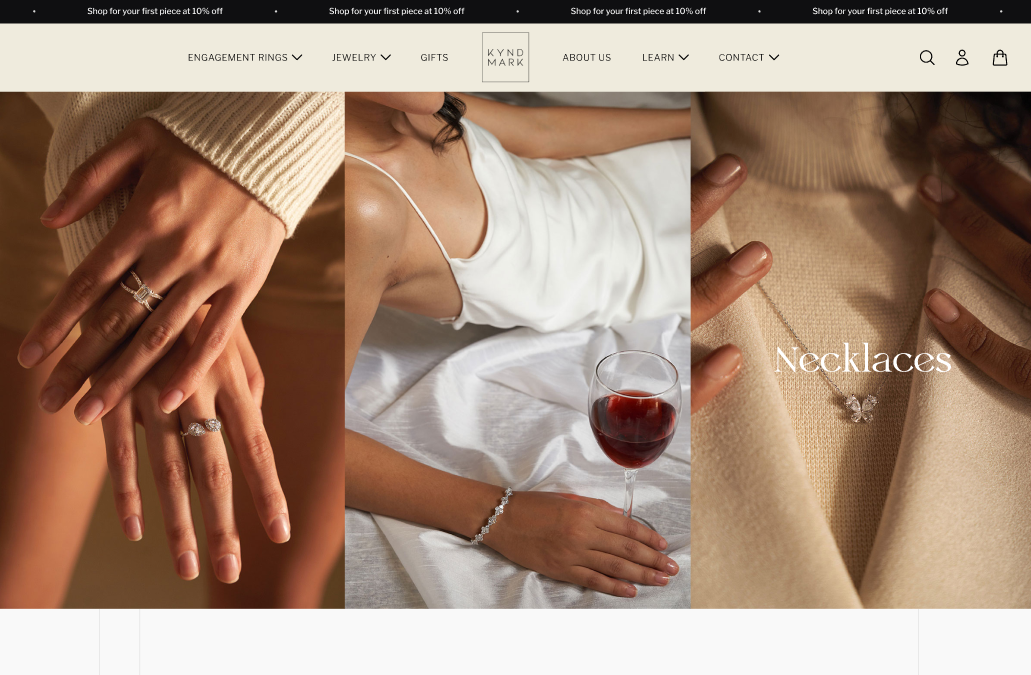 Shop for your first piece at 10% off • Shop for your first piece at 10% off • Shop for your first piece at 10% off • Shop for your first piece at 10% off
ENGAGEMENT RINGS JEWELRY GIFTS
KYND
MARK
ABOUT US LEARN CONTACT
Necklaces